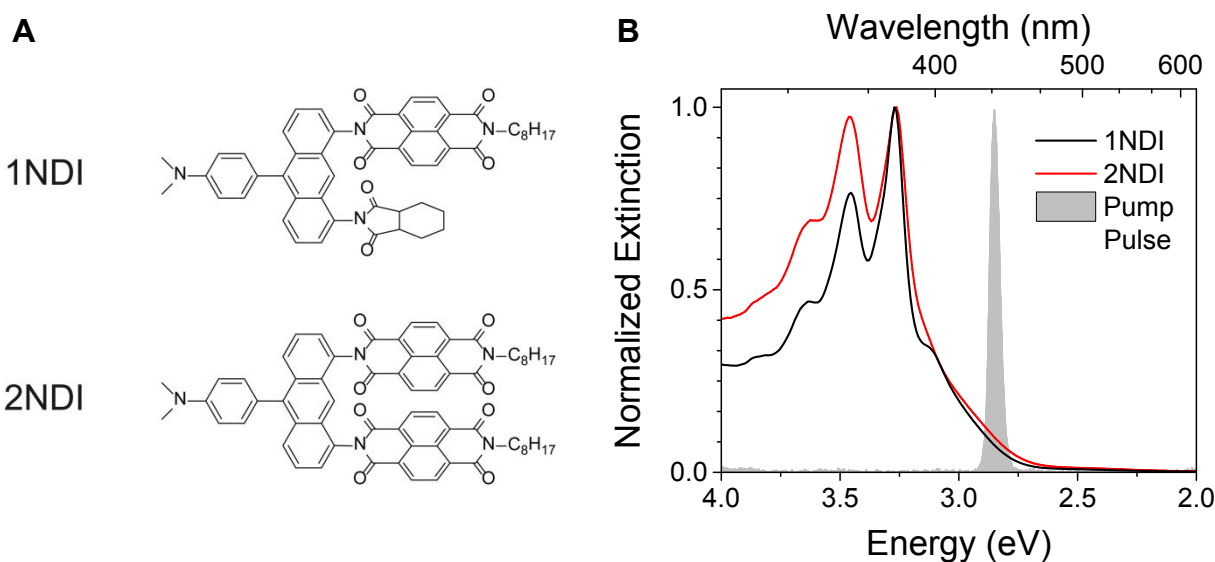 A
1NDI
O
O
N
N
C8H17
O
O
N
O
N
O
2NDI
O
O
N
N
C8H17
O
O
N
O
O
N
N
C8H17
O
O
B
Wavelength (nm)
400
500
600
1.0
0.5
0.0
Normalized Extinction
1NDI
2NDI
Pump
Pulse
4.0
3.5
3.0
2.5
2.0
Energy (eV)